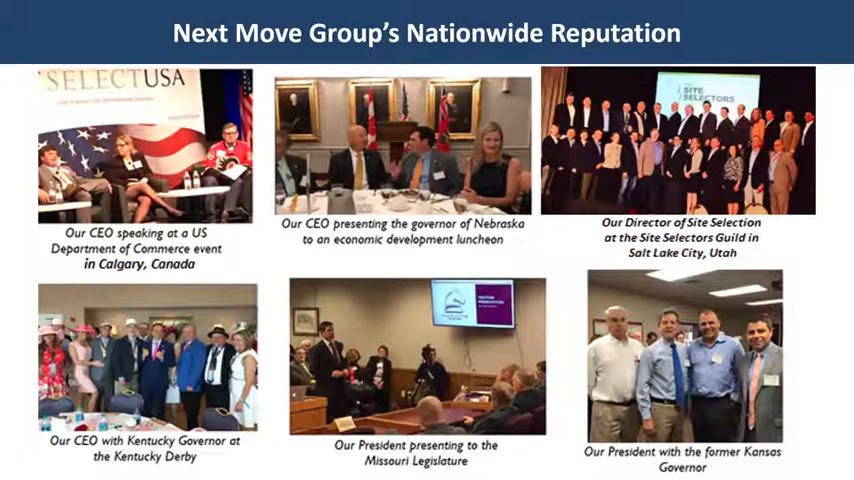 Next Move Group's Nationwide Reputation
SELECTUSA
SITE
SELECTORS
Our CEO speaking at a US
Department of Commerce event
in Calgary, Canada
Our CEO presenting the governor of Nebraska
to an economic development luncheon
Our Director of Site Selection
at the Site Selectors Guild in
Salt Lake City, Utah
Our CEO with Kentucky Governor at
the Kentucky Derby
Our President presenting to the
Missouri Legislature
Our President with the former Kansas
Governor